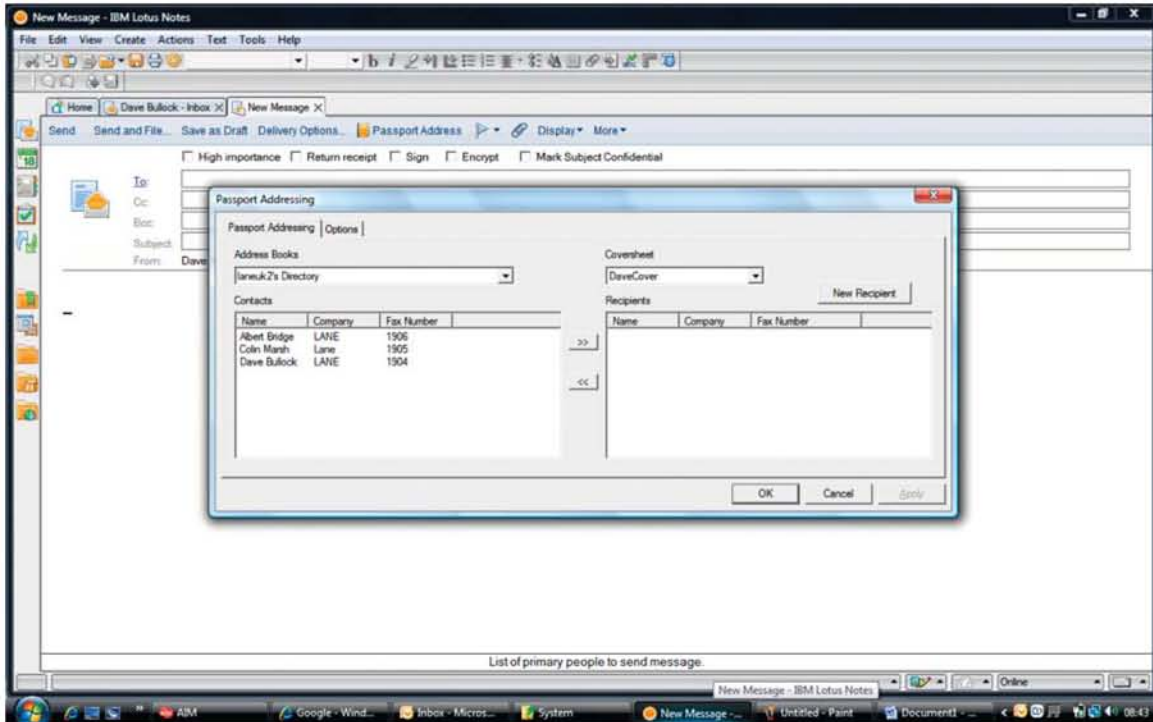 New Message - IBM Lotus Notes
File Edit View Create Actions Text Tools Help
Home Dave Bullock - Inbox New Message
Send Send and File... Save as Draft Delivery Options... Passport Address Display More
High importance Return receipt Sign Encrypt Mark Subject Confidential
To:
Cc:
Bcc:
Subject:
From: Dave
Passport Addressing
Passport Addressing Options
Address Books Coversheet
laneuk2's Directory DaveCover
New Recipient
Contacts Recipients
Name Company Fax Number Name Company Fax Number
Albert Bridge LANE 1906
Colin Marsh Lane 1905
Dave Bullock LANE 1904
>>
<<
OK Cancel Apply
List of primary people to send message.
Online
New Message - IBM Lotus Notes
AIM Google - Wind... Inbox - Micros... System New Message -... Untitled - Paint Document1 - ... 08:43